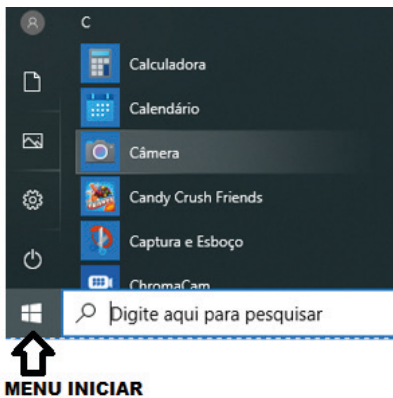 C
Calculadora
Calendário
Câmera
Candy Crush Friends
Captura e Esboço
ChromaCam
Digite aqui para pesquisar
MENU INICIAR